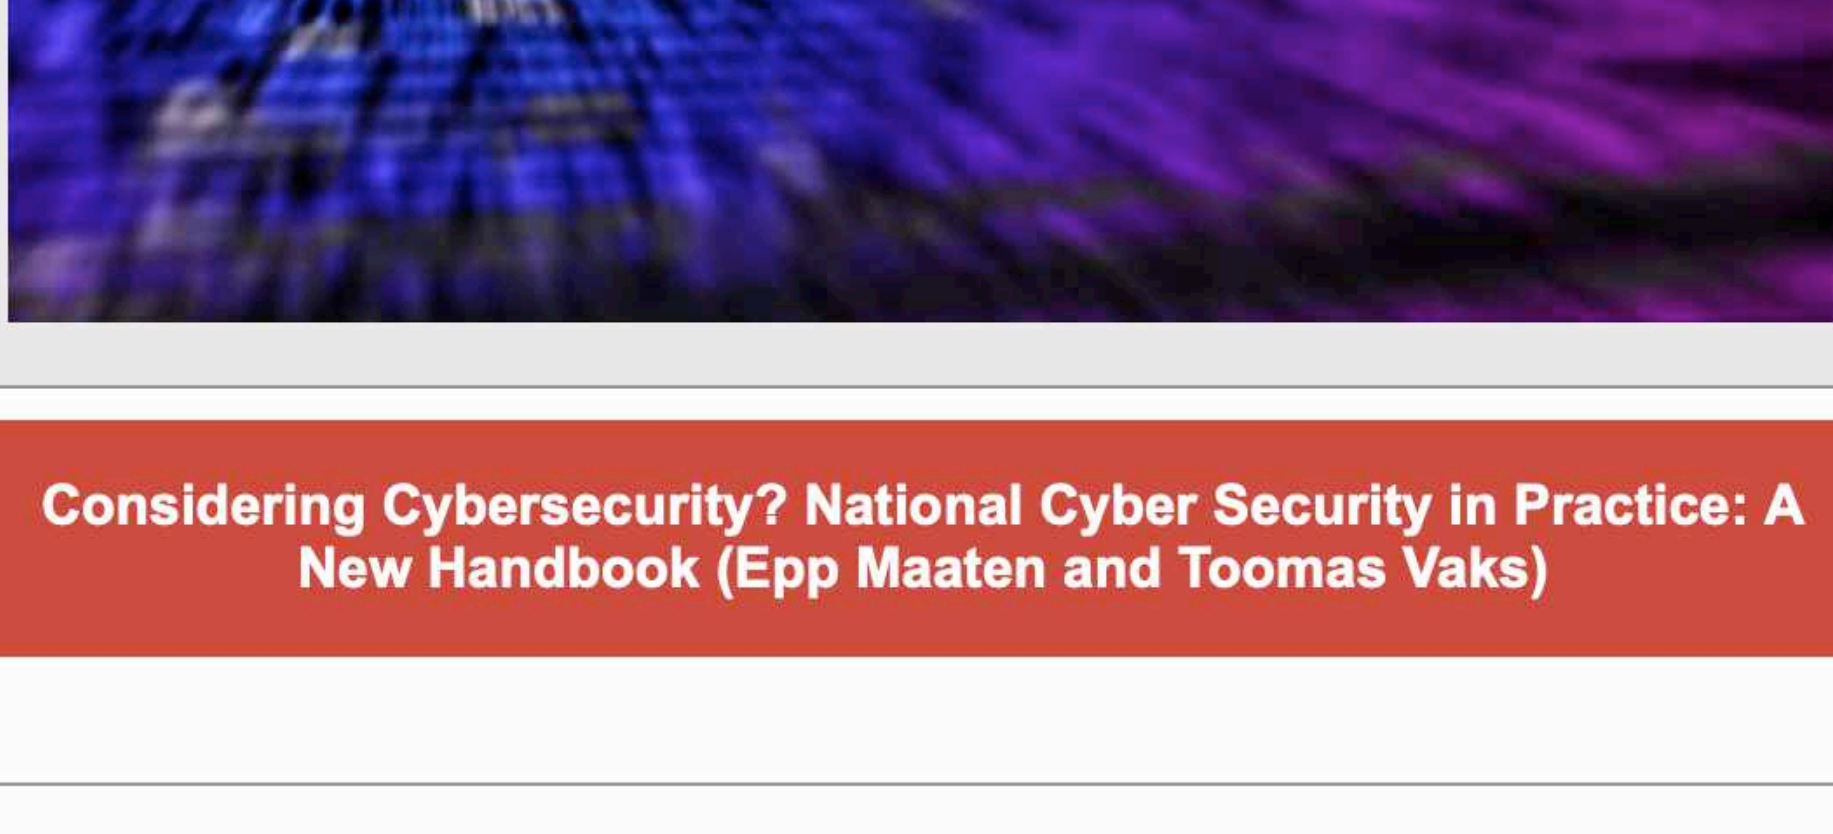 Considering Cybersecurity? National Cyber Security in Practice: A
New Handbook (Epp Maaten and Toomas Vaks)